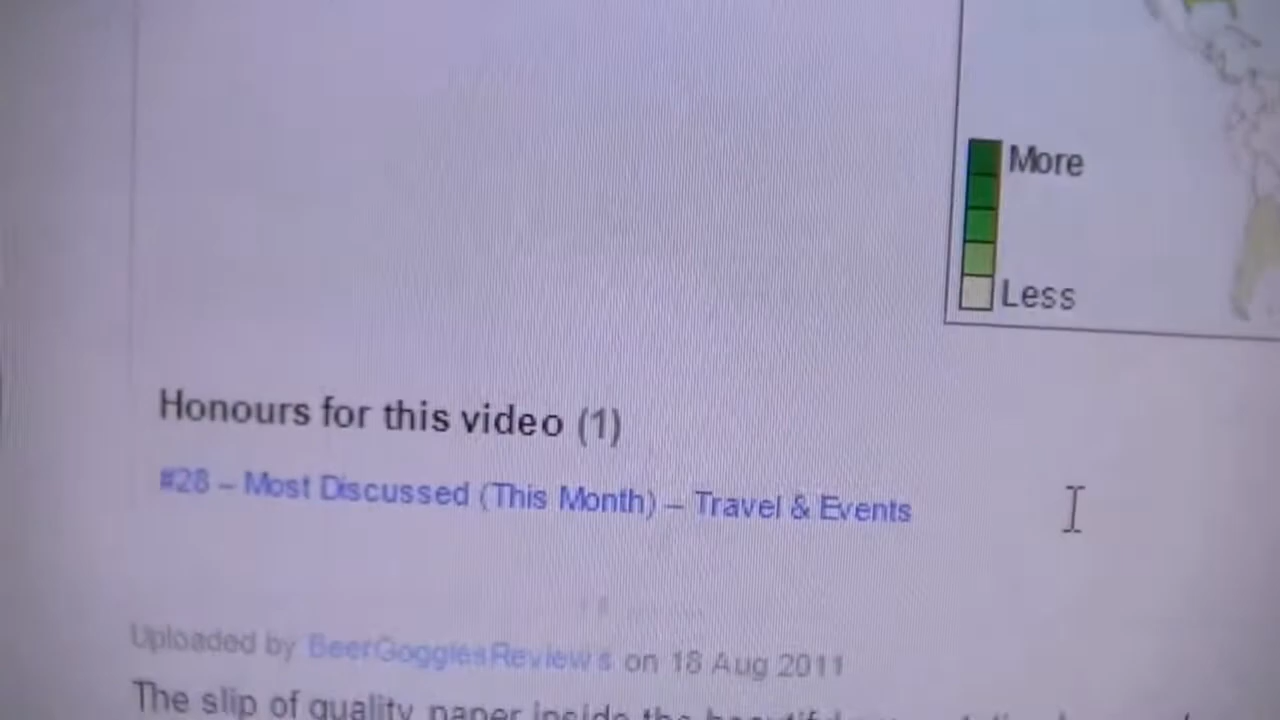 More
Less
Honours for this video (1)
#28 – Most Discussed (This Month) – Travel & Events
Uploaded by BeerGogglesReviews on 18 Aug 2011
The slip of quality paper inside the